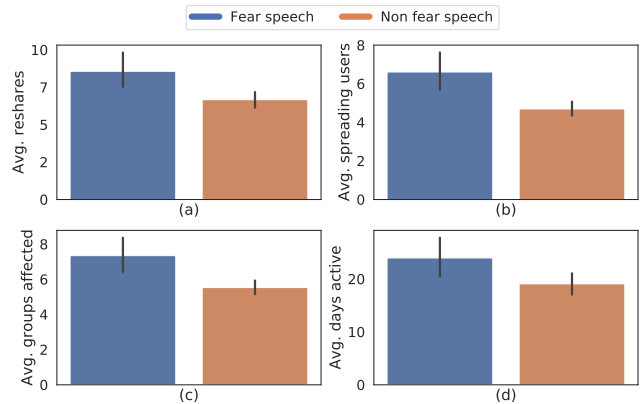 Fear speech Non fear speech
Avg. reshares
10
7
5
2
0
(a)
Avg. spreading users
8
6
4
2
0
(b)
Avg. groups affected
8
6
4
2
0
(c)
Avg. days active
20
10
0
(d)